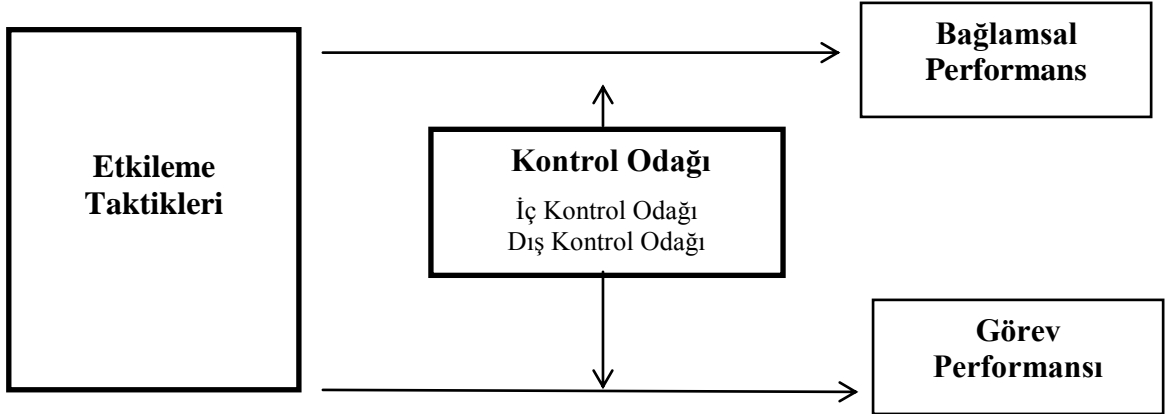 Bağlamsal
Performans
Etkileme
Taktikleri
Kontrol Odağı
İç Kontrol Odağı
Dış Kontrol Odağı
Görev
Performansı